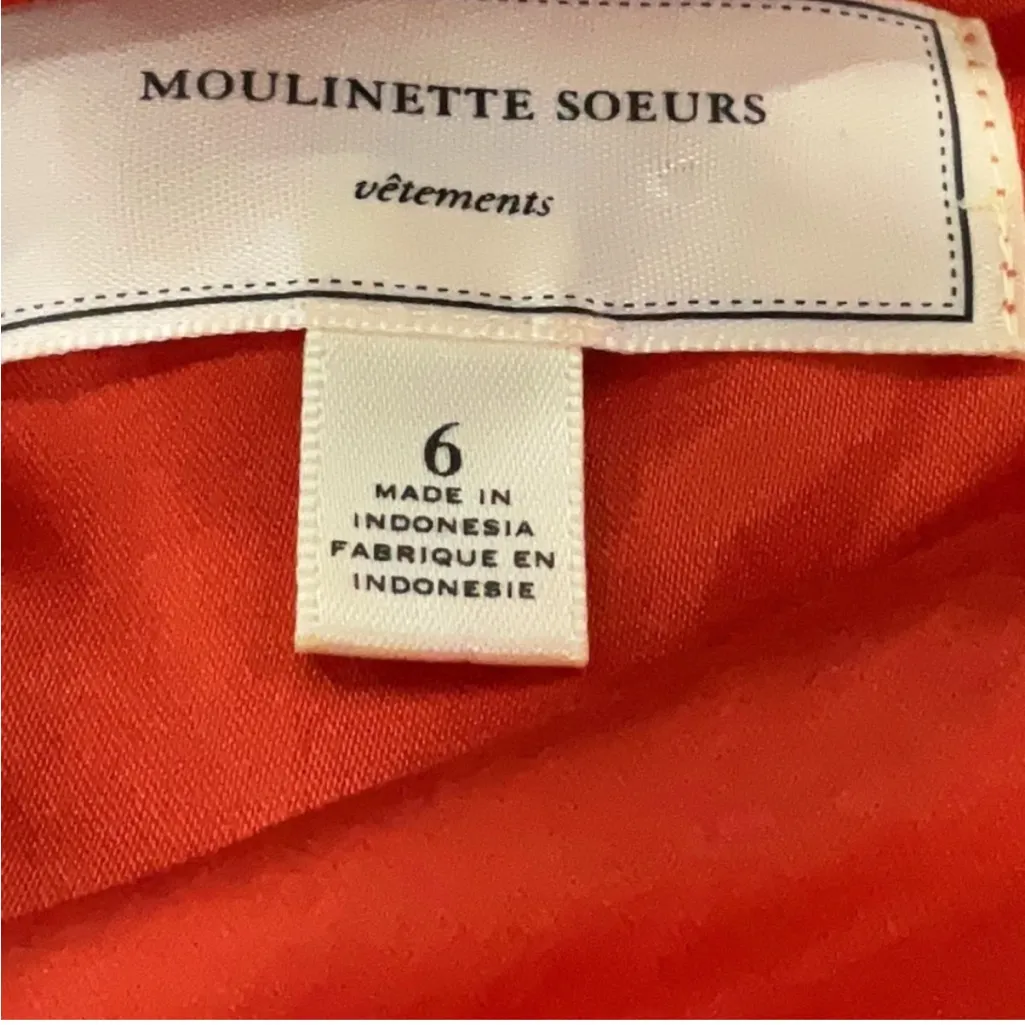 MOULINETTE SOEURS
vêtements
6
MADE IN
INDONESIA
FABRIQUE EN
INDONESIE